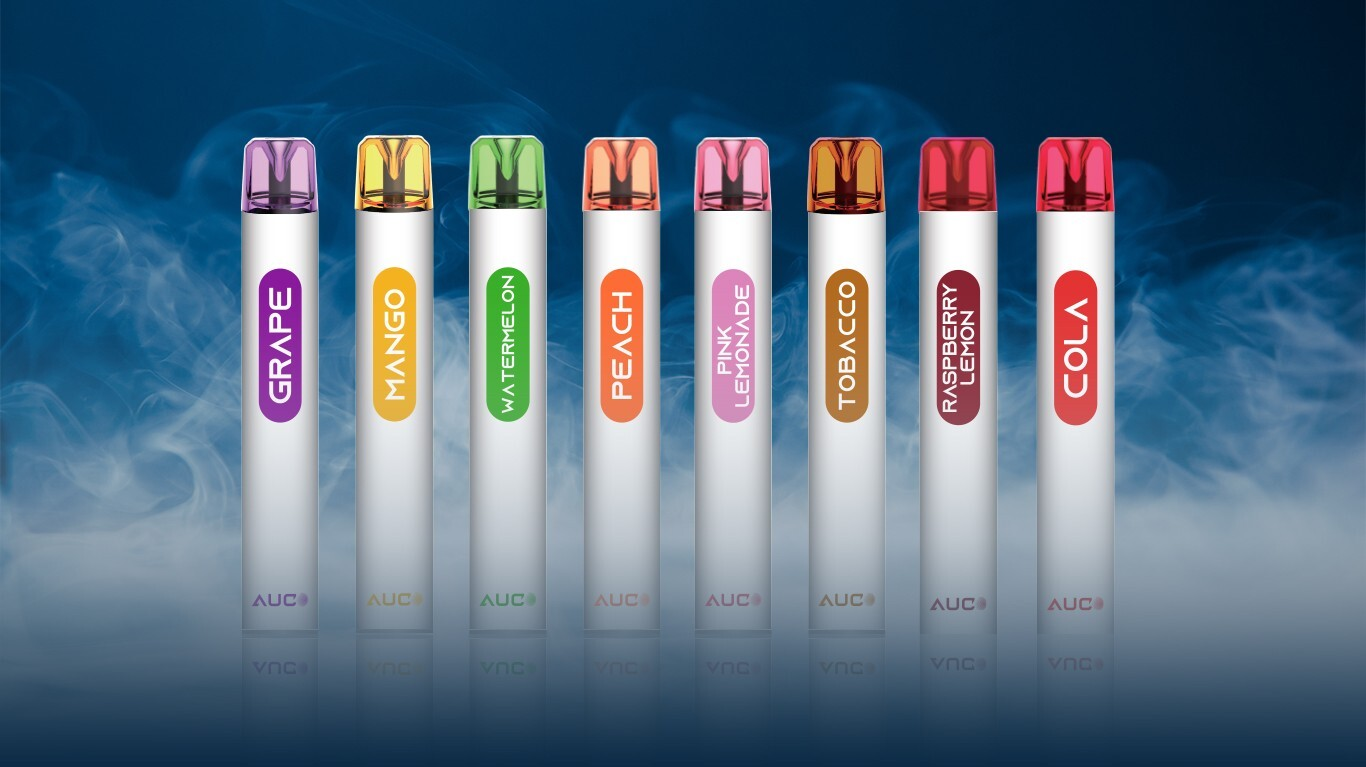 GRAPE
MANGO
WATERMELON
PEACH
PINK
LEMONADE
TOBACCO
RASPBERRY
LEMON
COLA
AUCO
AUCO
AUCO
AUCO
AUCO
AUCO
AUCO
AUCO